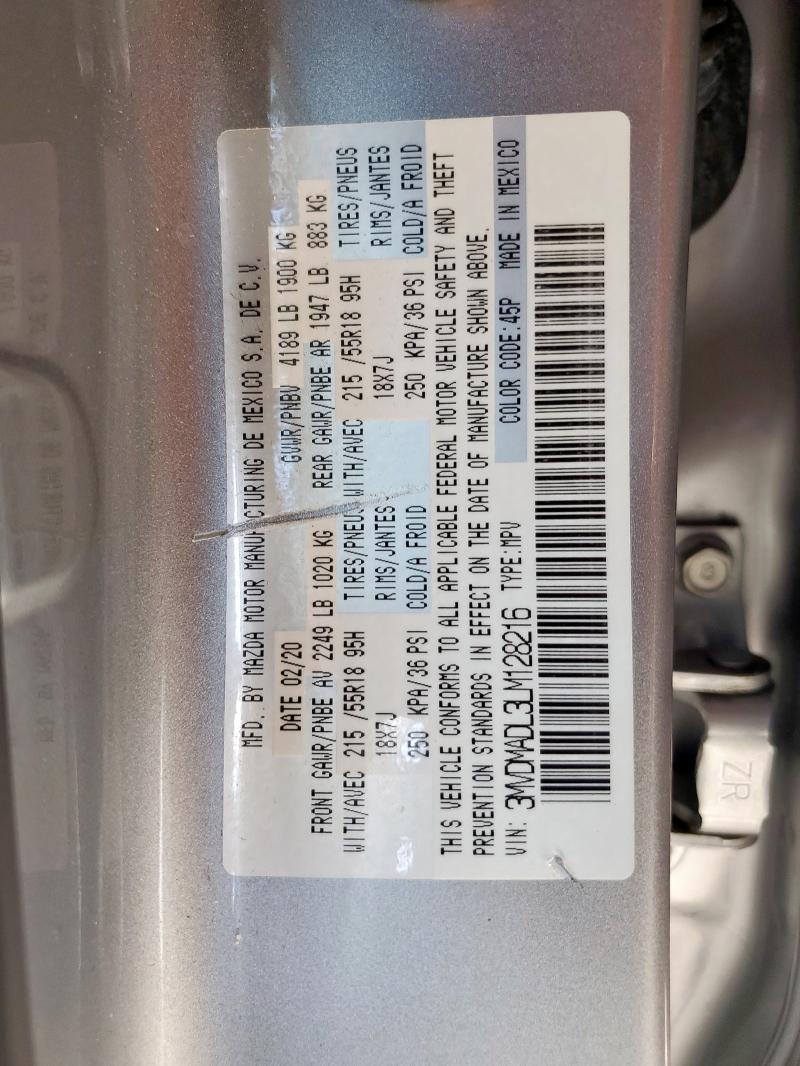 MFD. BY MAZDA MOTOR MANUFACTURING DE MEXICO S.A. DE C.V.
DATE 02/20 GVWR/PNBV 4189 LB 1900 KG
FRONT GAWR/PNBE AV 2249 LB 1020 KG REAR GAWR/PNBE AR 1947 LB 883 KG
WITH/AVEC 215 /55R18 95H TIRES/PNEUS WITH/AVEC 215 /55R18 95H TIRES/PNEUS
18X7J RIMS/JANTES 18X7J RIMS/JANTES
250 KPA/36 PSI COLD/A FROID 250 KPA/36 PSI COLD/A FROID
THIS VEHICLE CONFORMS TO ALL APPLICABLE FEDERAL MOTOR VEHICLE SAFETY AND THEFT
PREVENTION STANDARDS IN EFFECT ON THE DATE OF MANUFACTURE SHOWN ABOVE.
VIN: 3MVDMADL3LM128216 TYPE:MPV COLOR CODE:45P MADE IN MEXICO
ZR